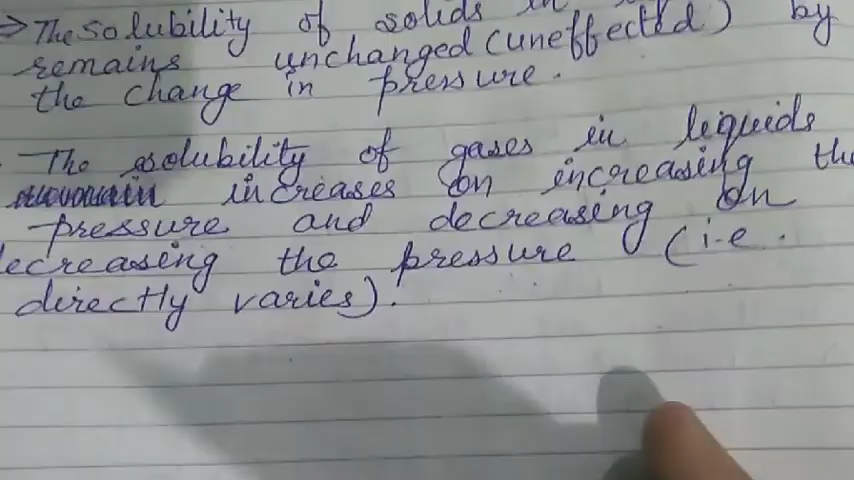 ⇒ The solubility of solids in
remains unchanged (uneffected) by
the change in pressure.
The solubility of gases in liquids
increases on increasing the
pressure and decreasing on
decreasing the pressure (i.e.
directly varies).